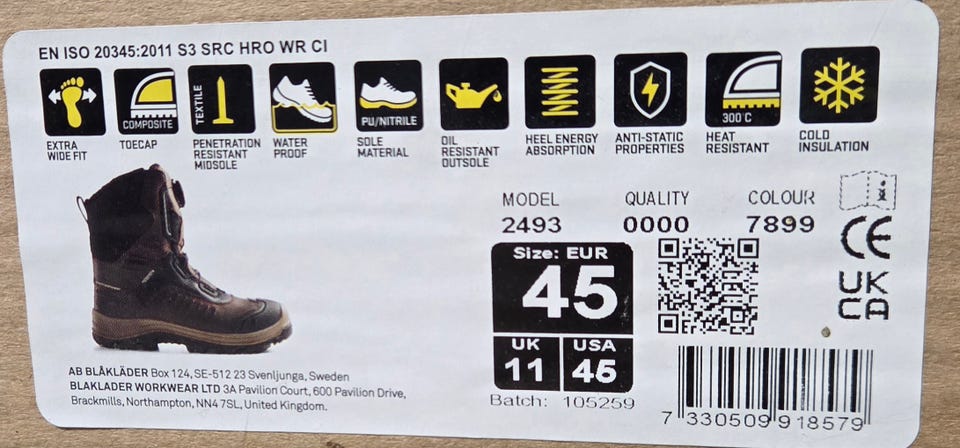 EN ISO 20345:2011 S3 SRC HRO WR CI
TEXTILE
COMPOSITE
PU/NITRILE
300°C
EXTRA
WIDE FIT
TOECAP
PENETRATION
RESISTANT
MIDSOLE
WATER
PROOF
SOLE
MATERIAL
OIL
RESISTANT
OUTSOLE
HEEL ENERGY
ABSORPTION
ANTI-STATIC
PROPERTIES
HEAT
RESISTANT
COLD
INSULATION
MODEL QUALITY COLOUR
2493 0000 7899
CE
UK
CA
Size: EUR
45
UK USA
11 45
Batch: 105259
7 330509 918579
AB BLÅKLÄDER Box 124, SE-512 23 Svenljunga, Sweden
BLAKLADER WORKWEAR LTD 3A Pavilion Court, 600 Pavilion Drive,
Brackmills, Northampton, NN4 7SL, United Kingdom.